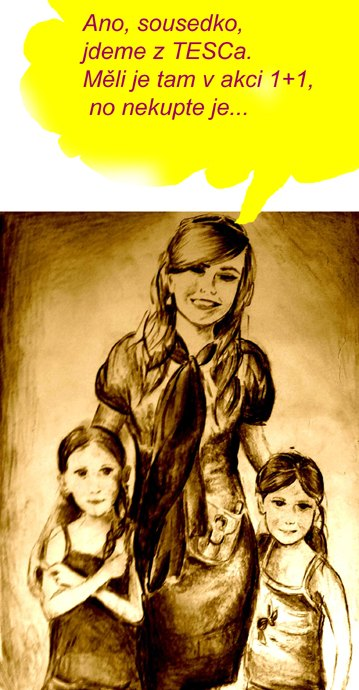 Ano, sousedko,
jdeme z TESCa.
Měli je tam v akci 1+1,
no nekupte je...